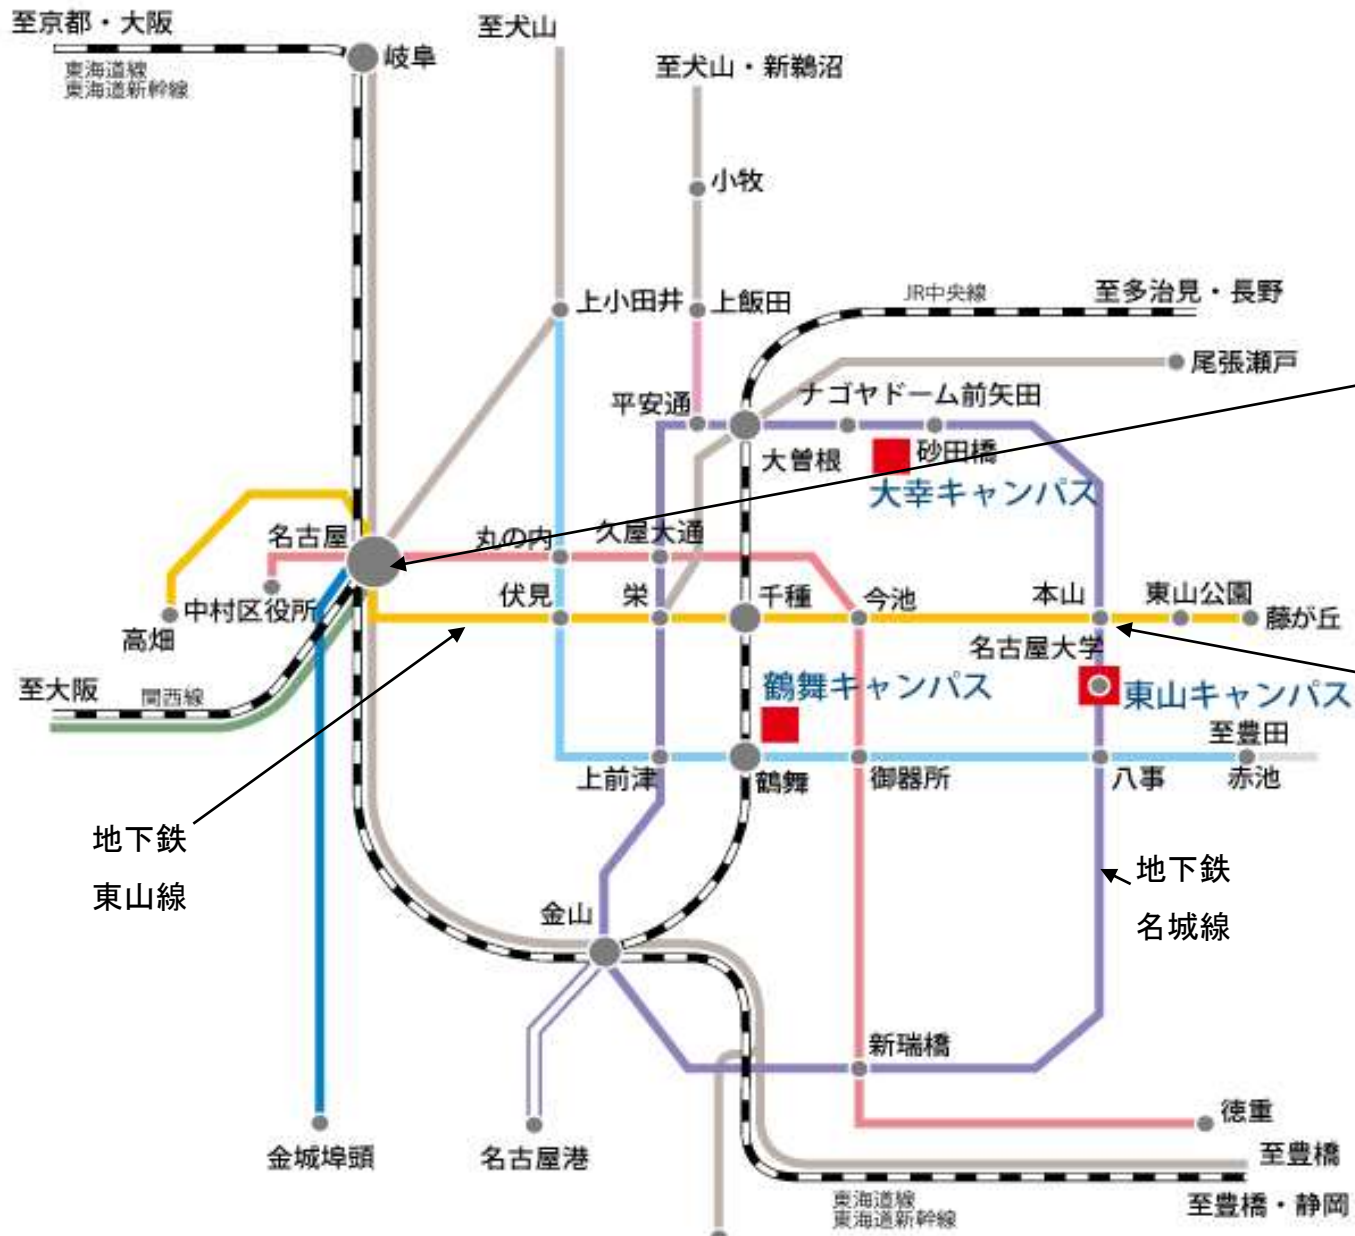 至京都・大阪
東海道線
東海道新幹線
岐阜
至犬山
至犬山・新鵜沼
小牧
上小田井
上飯田
JR中央線
至多治見・長野
尾張瀬戸
平安通
ナゴヤドーム前矢田
大曽根
砂田橋
大幸キャンパス
名古屋
丸の内
久屋大通
中村区役所
高畑
伏見
栄
千種
今池
本山
東山公園
藤が丘
名古屋大学
至大阪
関西線
鶴舞キャンパス
東山キャンパス
至豊田
上前津
鶴舞
御器所
八事
赤池
地下鉄
東山線
地下鉄
名城線
金山
新瑞橋
徳重
金城埠頭
名古屋港
至豊橋
東海道線
東海道新幹線
至豊橋・静岡